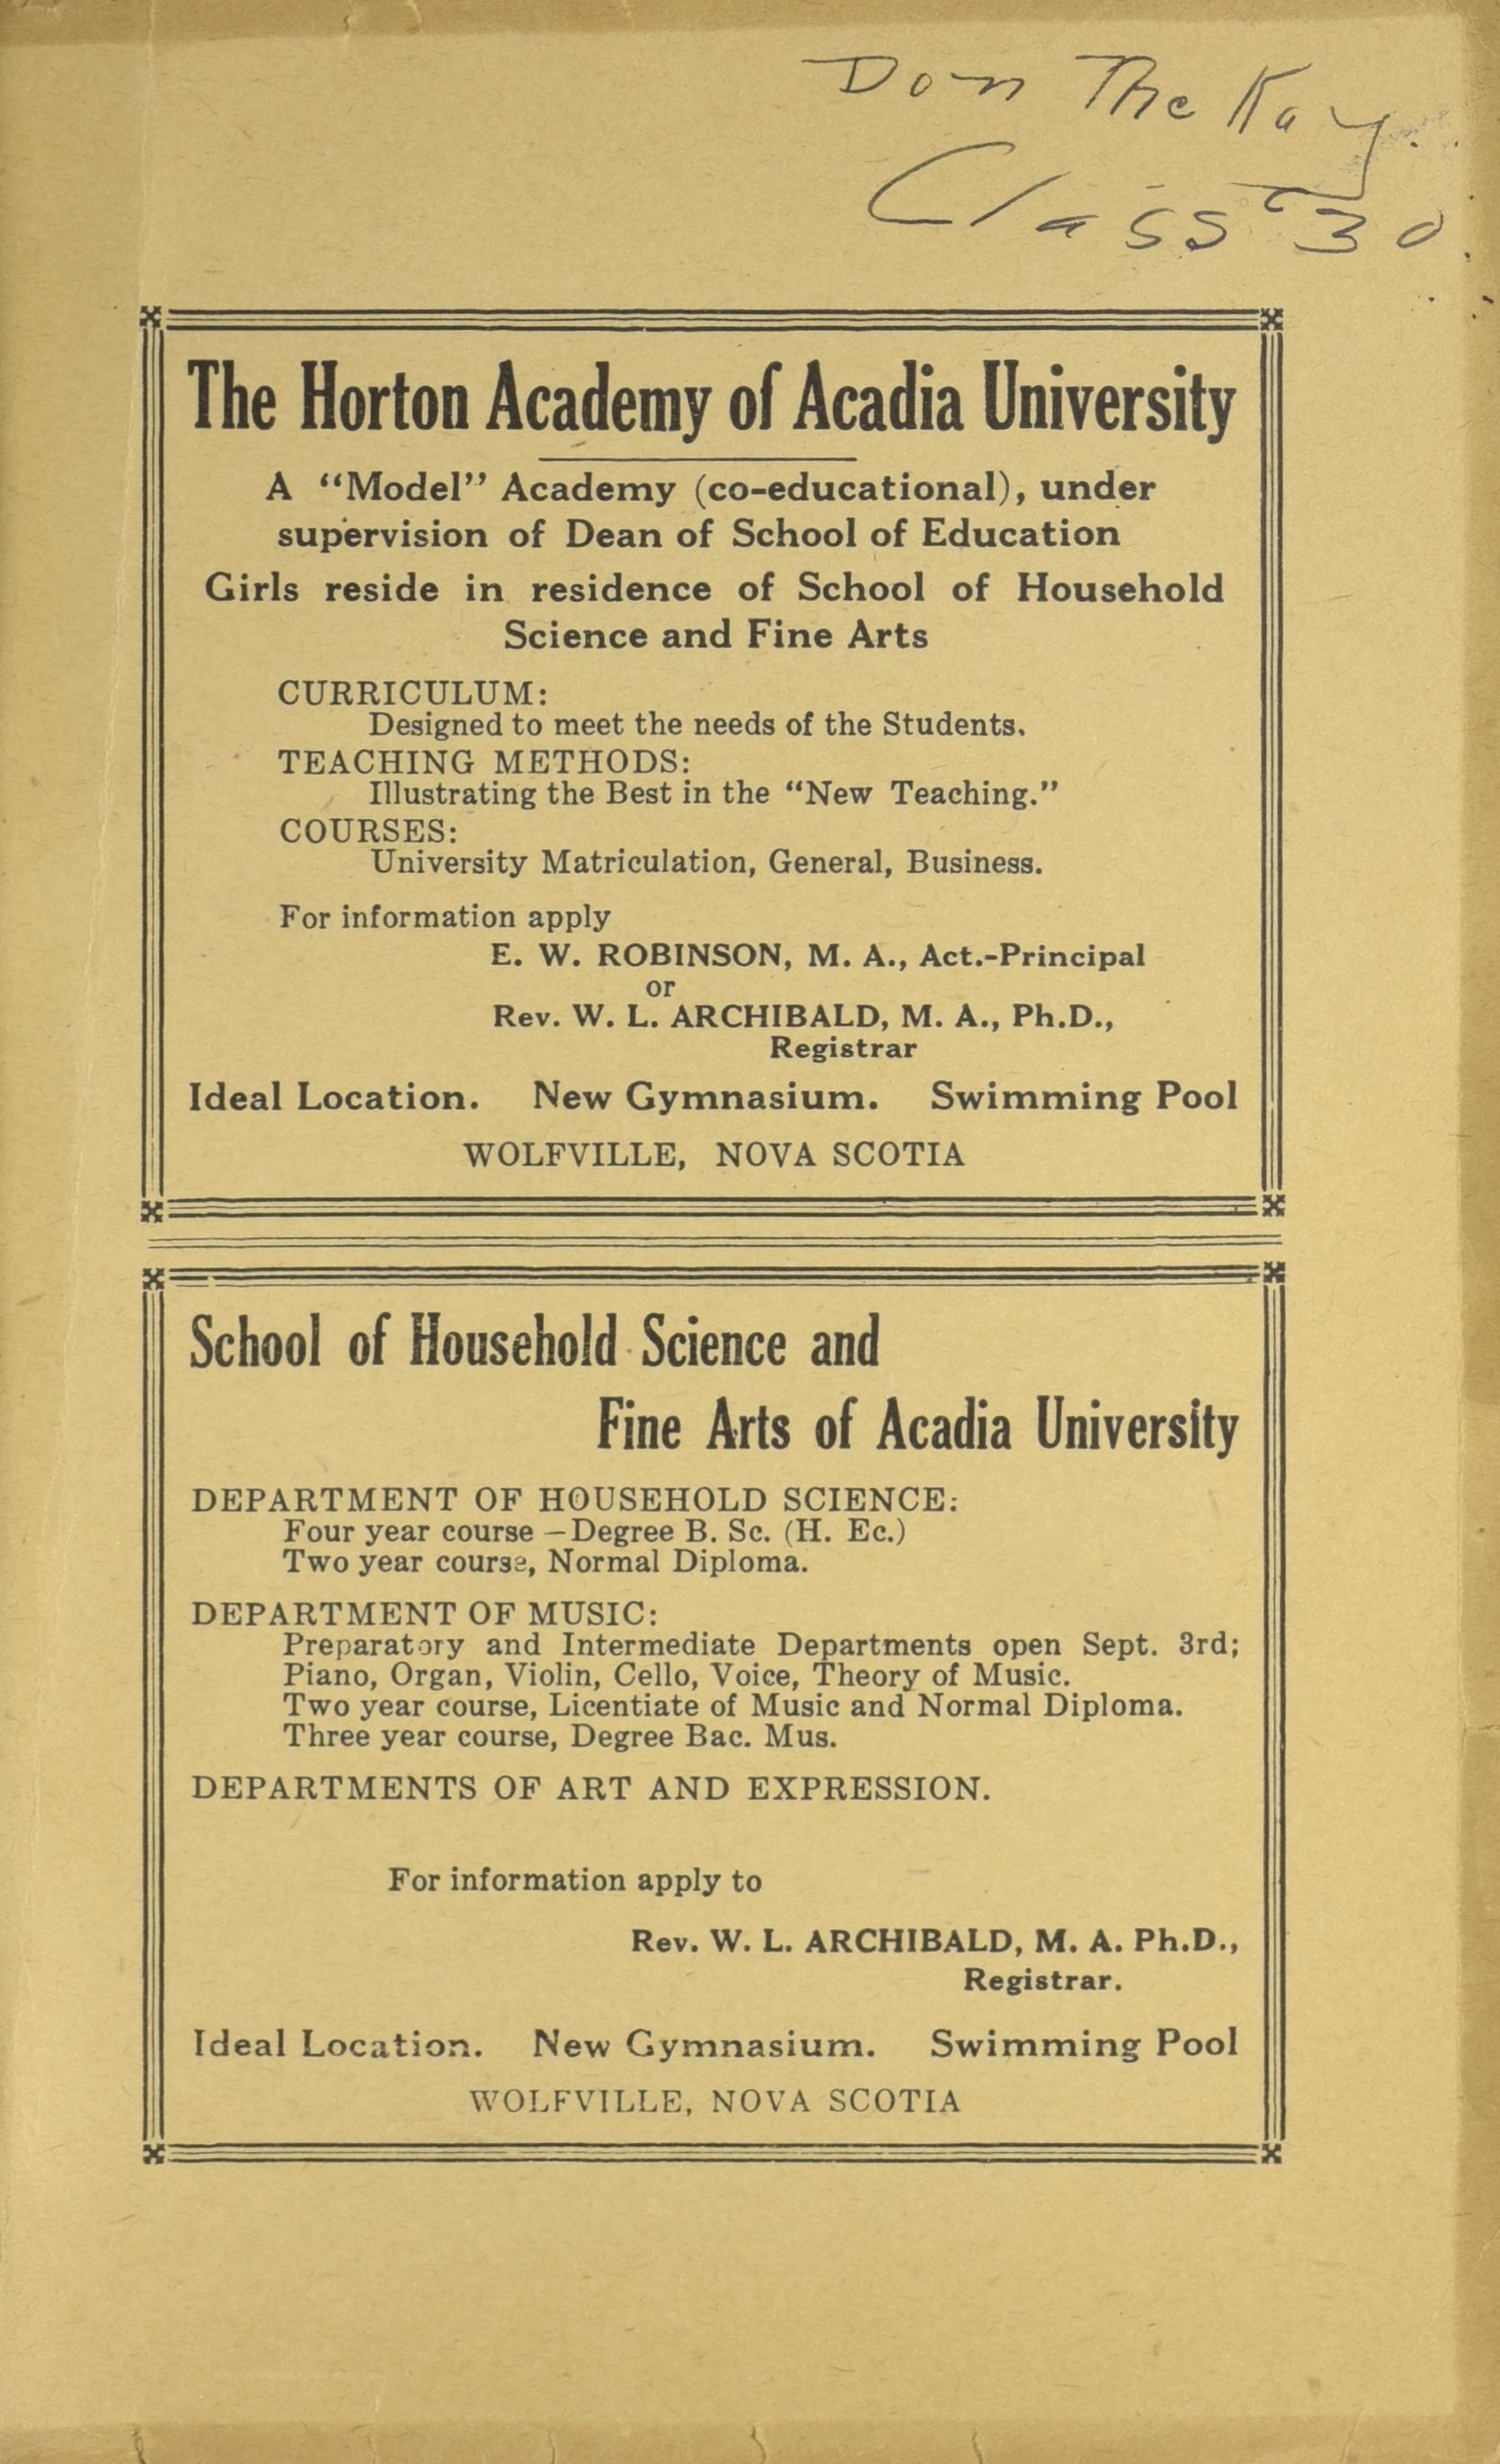 Don The Kay.
Class '30.
The Horton Academy of Acadia University
A “Model” Academy (co-educational), under
supervision of Dean of School of Education
Girls reside in residence of School of Household
Science and Fine Arts
CURRICULUM:
Designed to meet the needs of the Students.
TEACHING METHODS:
Illustrating the Best in the “New Teaching.”
COURSES:
University Matriculation, General, Business.
For information apply
E. W. ROBINSON, M. A., Act.-Principal
or
Rev. W. L. ARCHIBALD, M. A., Ph.D.,
Registrar
Ideal Location. New Gymnasium. Swimming Pool
WOLFVILLE, NOVA SCOTIA
School of Household Science and
Fine Arts of Acadia University
DEPARTMENT OF HOUSEHOLD SCIENCE:
Four year course —Degree B. Sc. (H. Ec.)
Two year course, Normal Diploma.
DEPARTMENT OF MUSIC:
Preparatory and Intermediate Departments open Sept. 3rd;
Piano, Organ, Violin, Cello, Voice, Theory of Music.
Two year course, Licentiate of Music and Normal Diploma.
Three year course, Degree Bac. Mus.
DEPARTMENTS OF ART AND EXPRESSION.
For information apply to
Rev. W. L. ARCHIBALD, M. A. Ph.D.,
Registrar.
Ideal Location. New Gymnasium. Swimming Pool
WOLFVILLE, NOVA SCOTIA